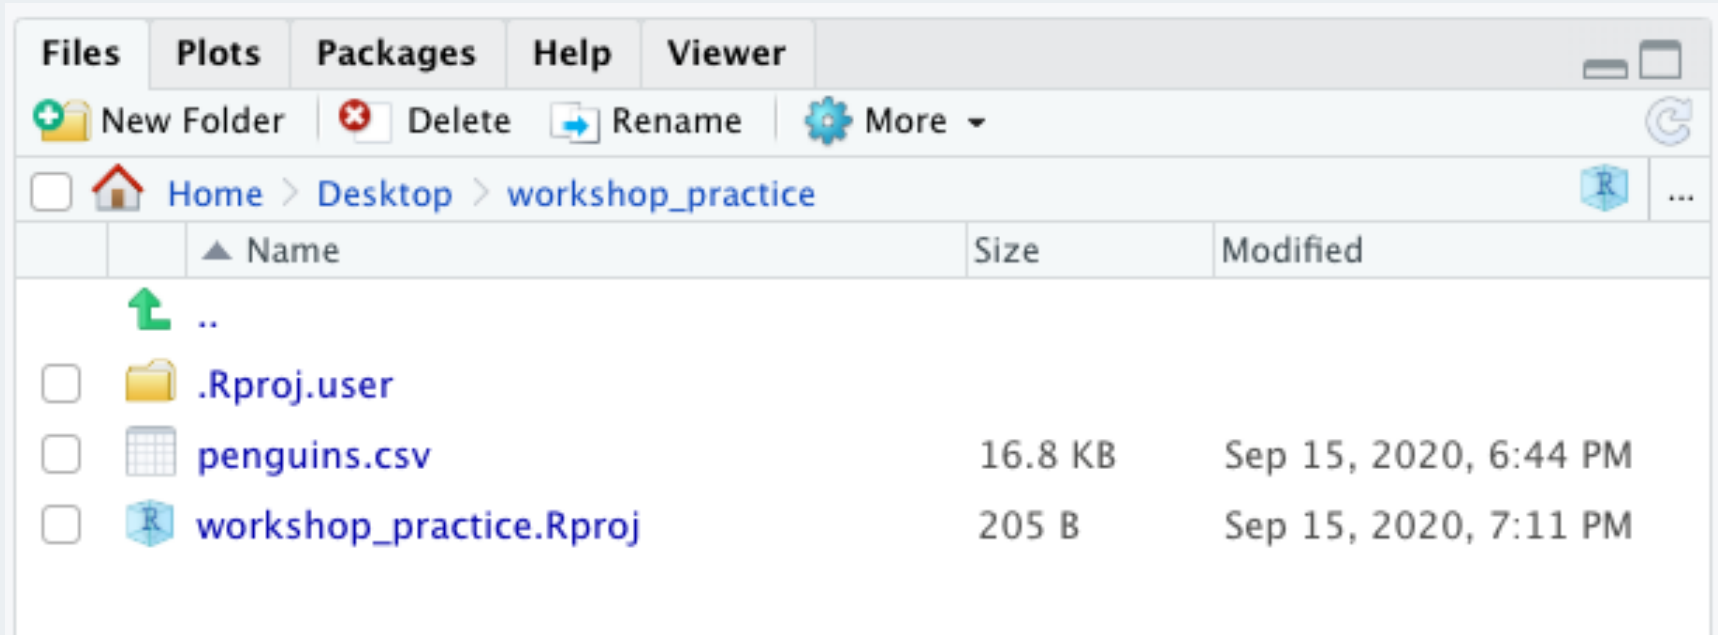 Files Plots Packages Help Viewer
New Folder Delete Rename More
Home Desktop workshop_practice R ...
Name Size Modified
..
.Rproj.user
penguins.csv 16.8 KB Sep 15, 2020, 6:44 PM
R workshop_practice.Rproj 205 B Sep 15, 2020, 7:11 PM